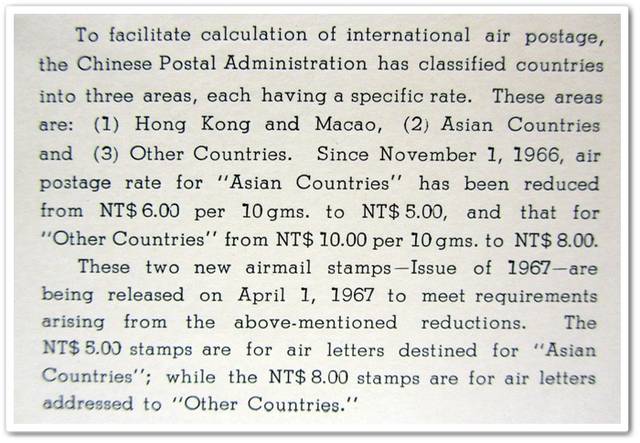 To facilitate calculation of international air postage,
the Chinese Postal Administration has classified countries
into three areas, each having a specific rate. These areas
are: (1) Hong Kong and Macao, (2) Asian Countries
and (3) Other Countries. Since November 1, 1966, air
postage rate for "Asian Countries" has been reduced
from NT$ 6.00 per 10 gms. to NT$ 5.00, and that for
"Other Countries" from NT$ 10.00 per 10 gms. to NT$ 8.00.
These two new airmail stamps—Issue of 1967—are
being released on April 1, 1967 to meet requirements
arising from the above-mentioned reductions. The
NT$ 5.00 stamps are for air letters destined for "Asian
Countries"; while the NT$ 8.00 stamps are for air letters
addressed to "Other Countries."